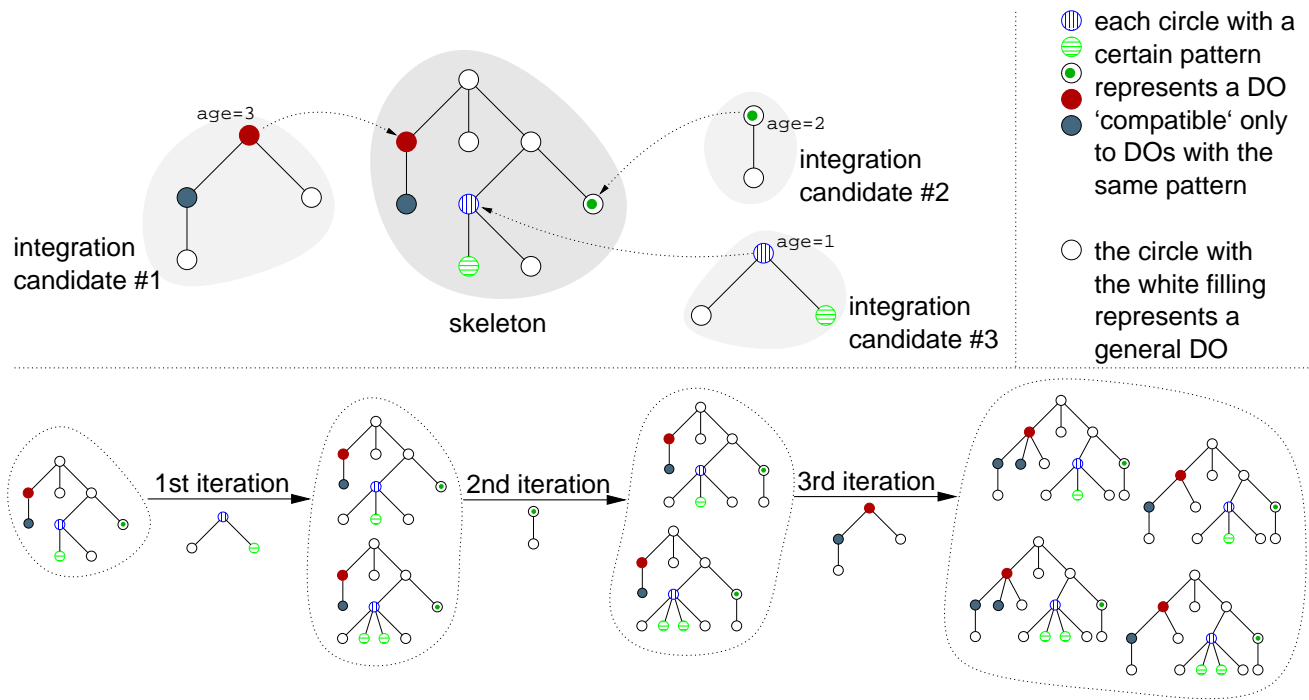 age=3
integration
candidate #1
skeleton
age=2
integration
candidate #2
age=1
integration
candidate #3
each circle with a
certain pattern
represents a DO
‘compatible‘ only
to DOs with the
same pattern
the circle with
the white filling
represents a
general DO
1st iteration
2nd iteration
3rd iteration